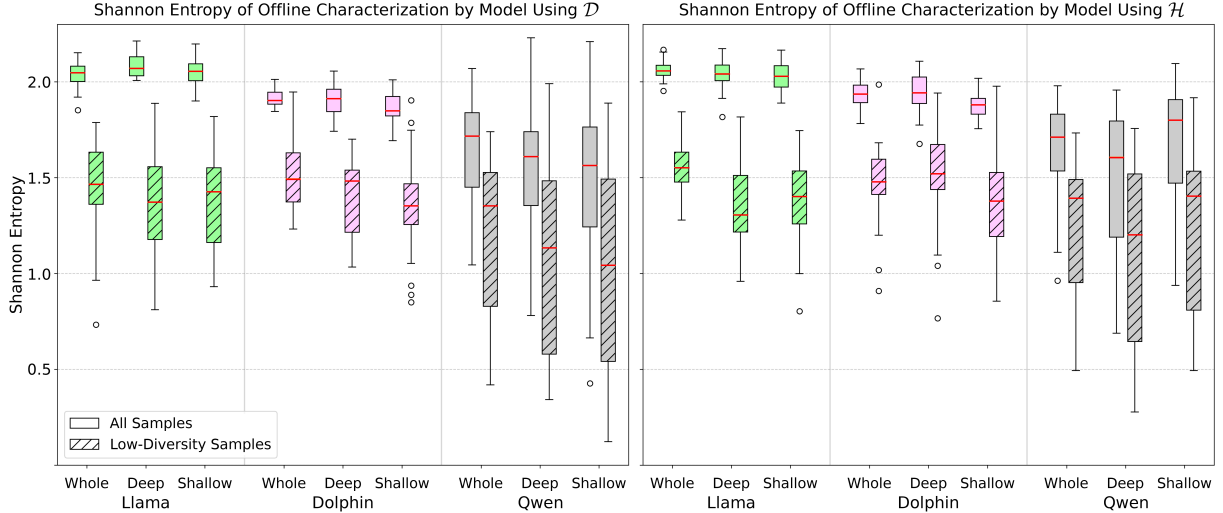 Shannon Entropy of Offline Characterization by Model Using 𝒟
Shannon Entropy of Offline Characterization by Model Using ℋ
Shannon Entropy
2.0
1.5
1.0
0.5
All Samples
Low-Diversity Samples
Whole Deep Shallow Whole Deep Shallow Whole Deep Shallow
Llama Dolphin Qwen
Whole Deep Shallow Whole Deep Shallow Whole Deep Shallow
Llama Dolphin Qwen